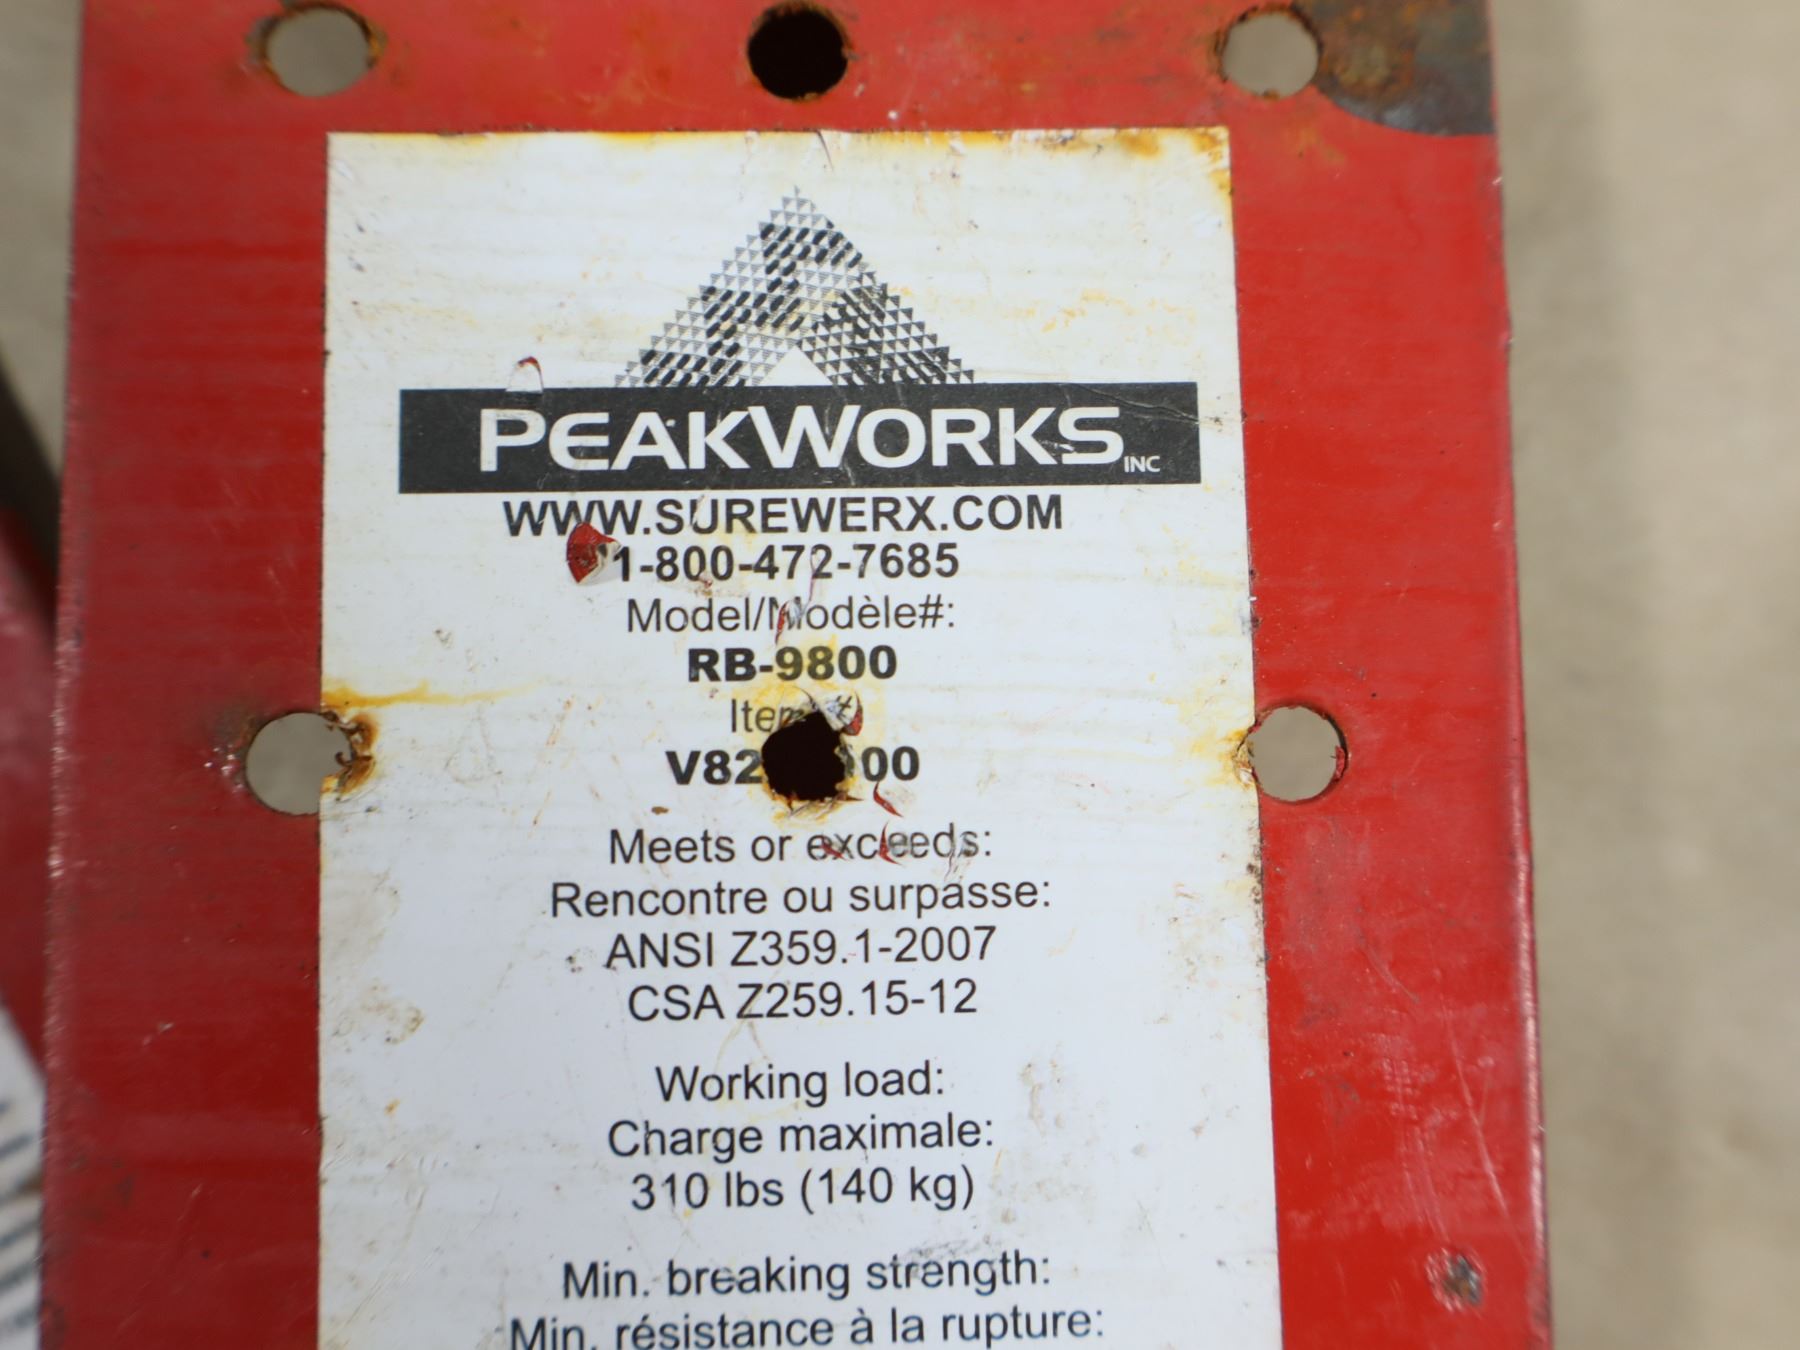 PEAKWORKS INC
WWW.SUREWERX.COM
1-800-472-7685
Model/Modèle#:
RB-9800
Meets or exceeds:
Rencontre ou surpasse:
ANSI Z359.1-2007
CSA Z259.15-12
Working load:
Charge maximale:
310 lbs (140 kg)
Min. breaking strength:
Min. résistance à la rupture: